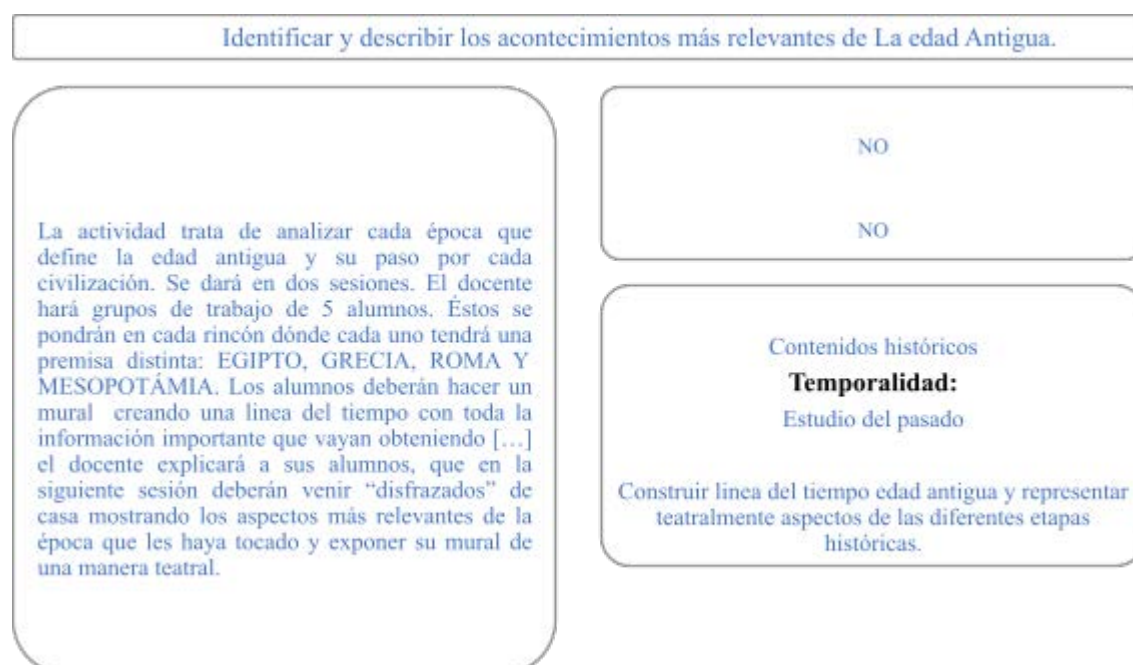 Identificar y describir los acontecimientos más relevantes de La edad Antigua.
La actividad trata de analizar cada época que
define la edad antigua y su paso por cada
civilización. Se dará en dos sesiones. El docente
hará grupos de trabajo de 5 alumnos. Éstos se
pondrán en cada rincón dónde cada uno tendrá una
premisa distinta: EGIPTO, GRECIA, ROMA Y
MESOPOTÁMIA. Los alumnos deberán hacer un
mural creando una linea del tiempo con toda la
información importante que vayan obteniendo […]
el docente explicará a sus alumnos, que en la
siguiente sesión deberán venir “disfrazados” de
casa mostrando los aspectos más relevantes de la
época que les haya tocado y exponer su mural de
una manera teatral.
NO
NO
Contenidos históricos
Temporalidad:
Estudio del pasado
Construir linea del tiempo edad antigua y representar
teatralmente aspectos de las diferentes etapas
históricas.